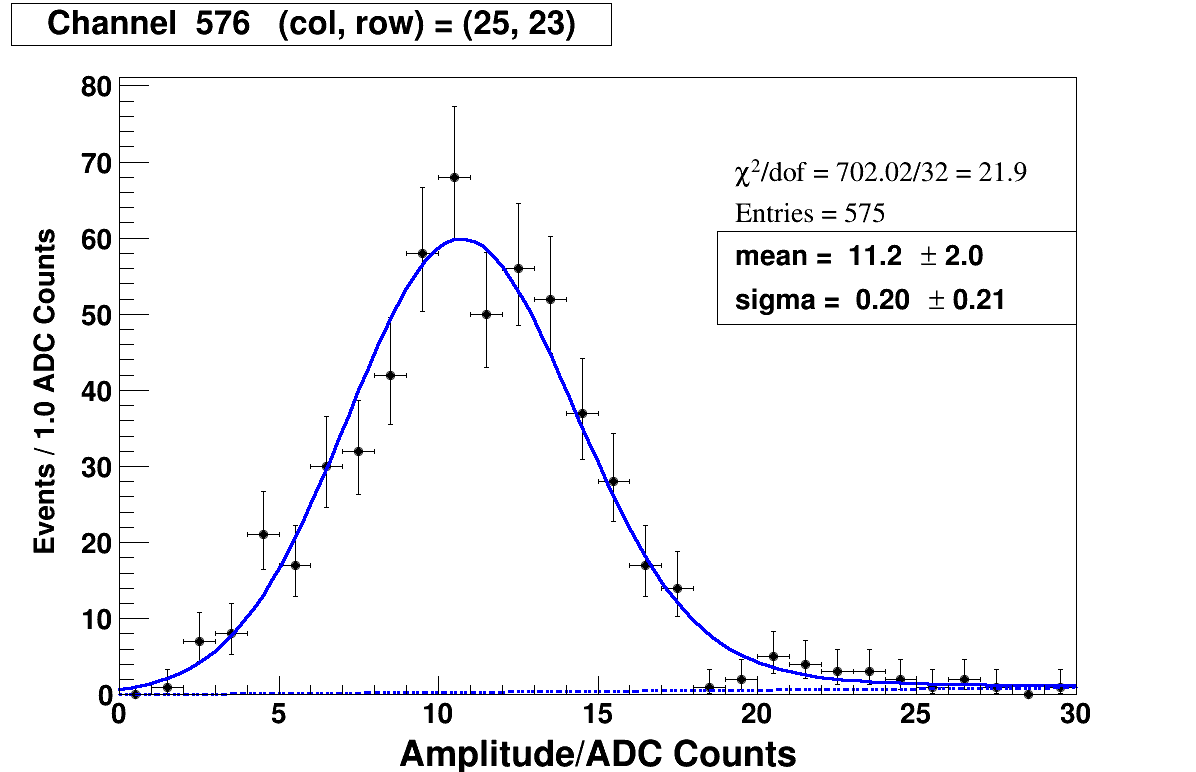 Channel 576 (col, row) = (25, 23)
80
70
60
50
40
30
20
10
0
Events / 1.0 ADC Counts
χ²/dof = 702.02/32 = 21.9
Entries = 575
mean = 11.2 ± 2.0
sigma = 0.20 ± 0.21
0 5 10 15 20 25 30
Amplitude/ADC Counts